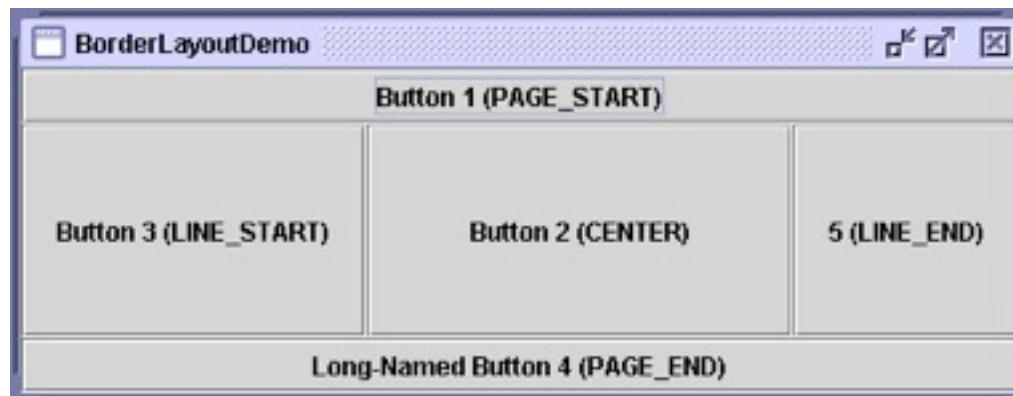 BorderLayoutDemo
Button 1 (PAGE_START)
Button 3 (LINE_START)
Button 2 (CENTER)
5 (LINE_END)
Long-Named Button 4 (PAGE_END)